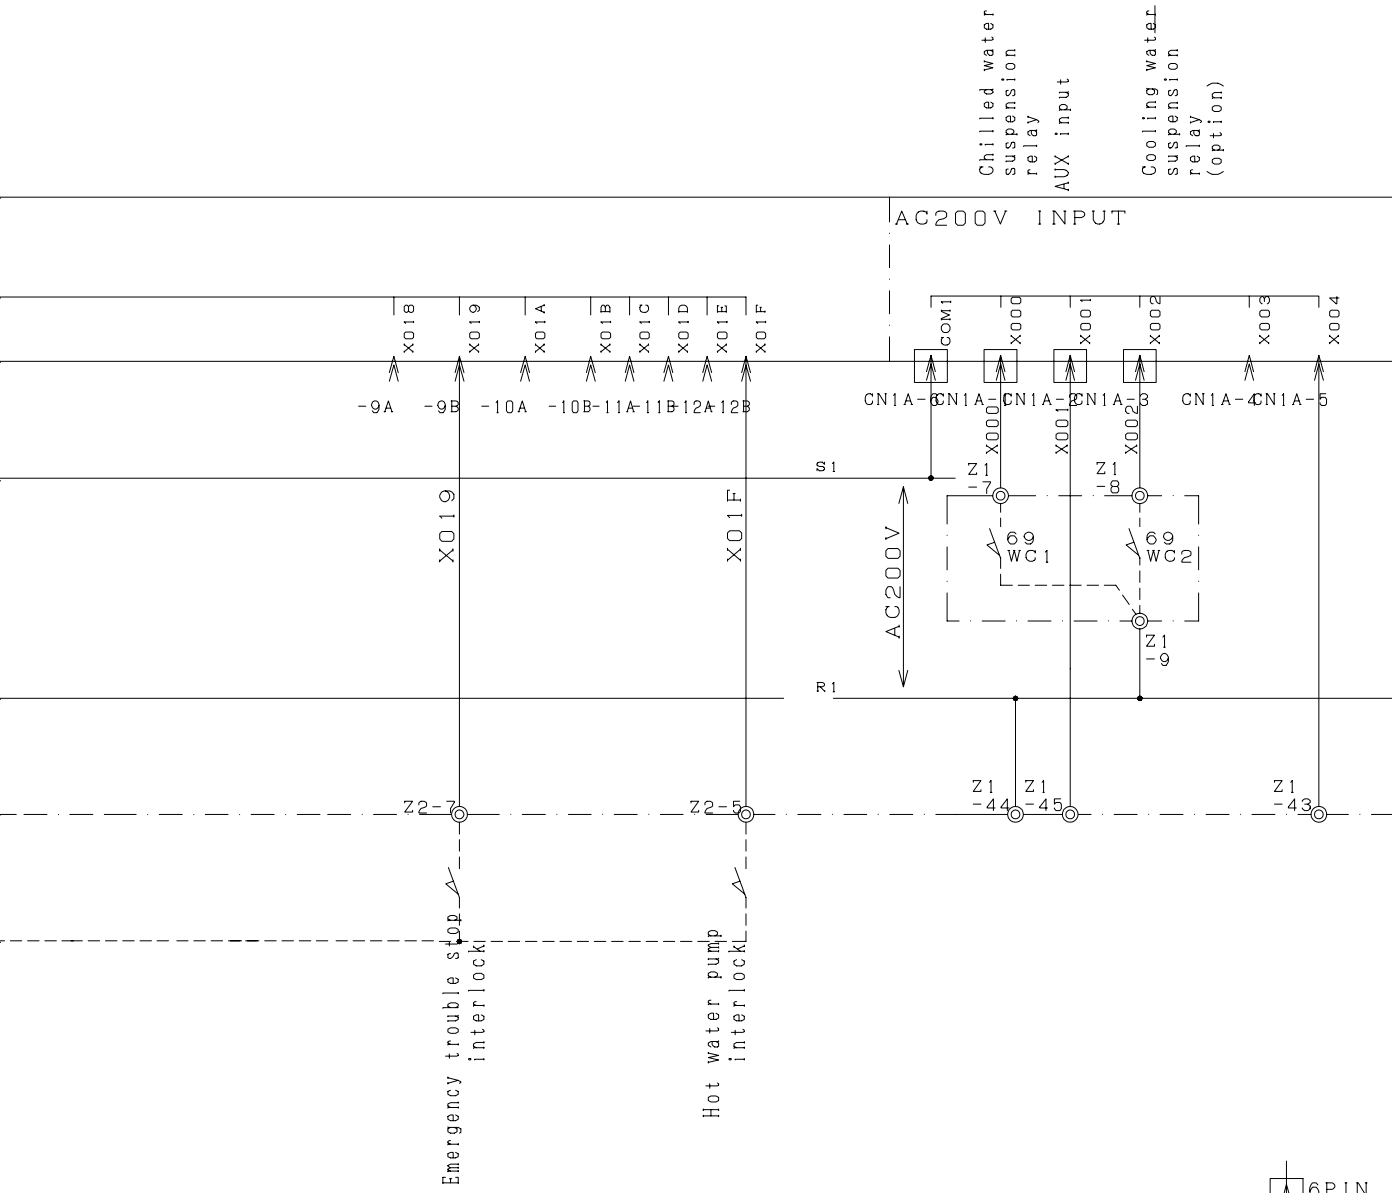 Chilled water
suspension
relay
AUX input
Cooling water
suspension
relay
(option)
AC200V INPUT
X018
X019
X01A
X01B
X01C
X01D
X01E
X01F
COM1
X000
X001
X002
X003
X004
-9A
-9B
-10A
-10B
-11A
-11B
-12A
-12B
CN1A-6
CN1A-1
CN1A-2
CN1A-3
CN1A-4
CN1A-5
X000
X001
X002
S1
Z1
-7
Z1
-8
X019
X01F
AC200V
69
WC1
69
WC2
Z1
-9
R1
Z2-7
Z2-5
Z1
-44
Z1
-45
Z1
-43
Emergency trouble stop
interlock
Hot water pump
interlock
6PIN